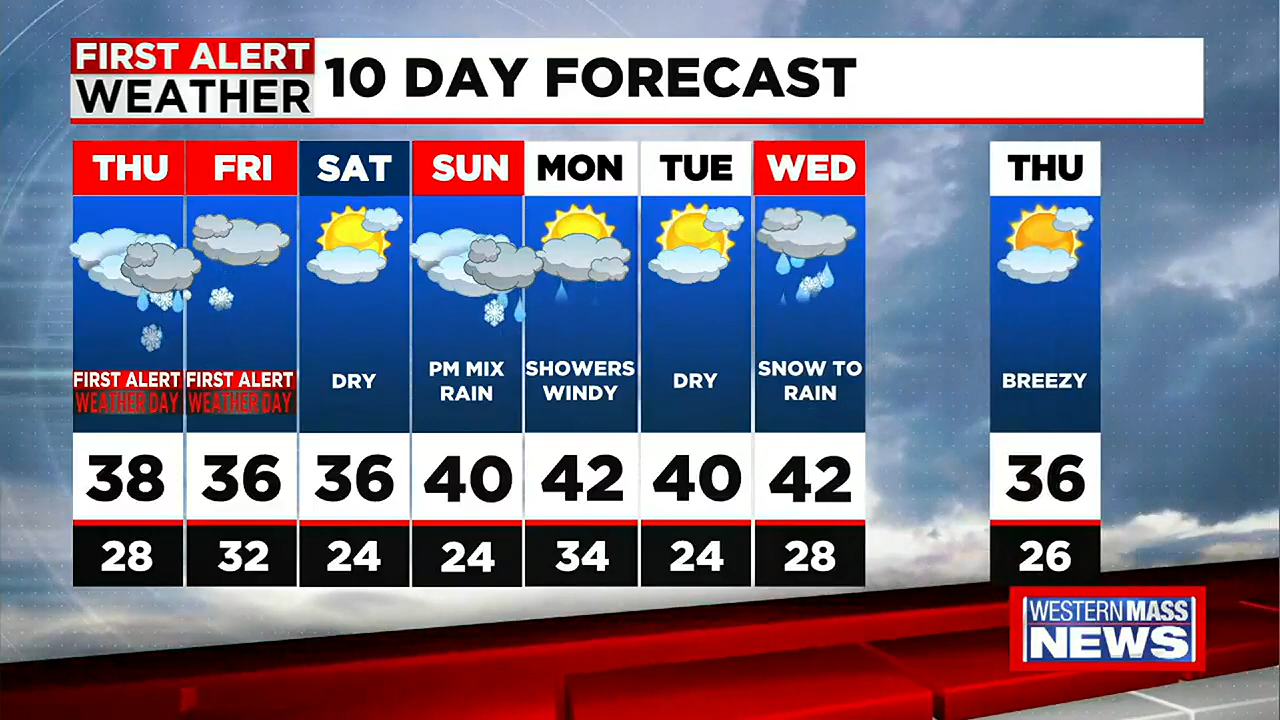 FIRST ALERT
WEATHER
10 DAY FORECAST
THU FRI SAT SUN MON TUE WED THU
FIRST ALERT
WEATHER DAY
FIRST ALERT
WEATHER DAY
DRY
PM MIX
RAIN
SHOWERS
WINDY
DRY
SNOW TO
RAIN
BREEZY
38 36 36 40 42 40 42 36
28 32 24 24 34 24 28 26
WESTERN MASS
NEWS